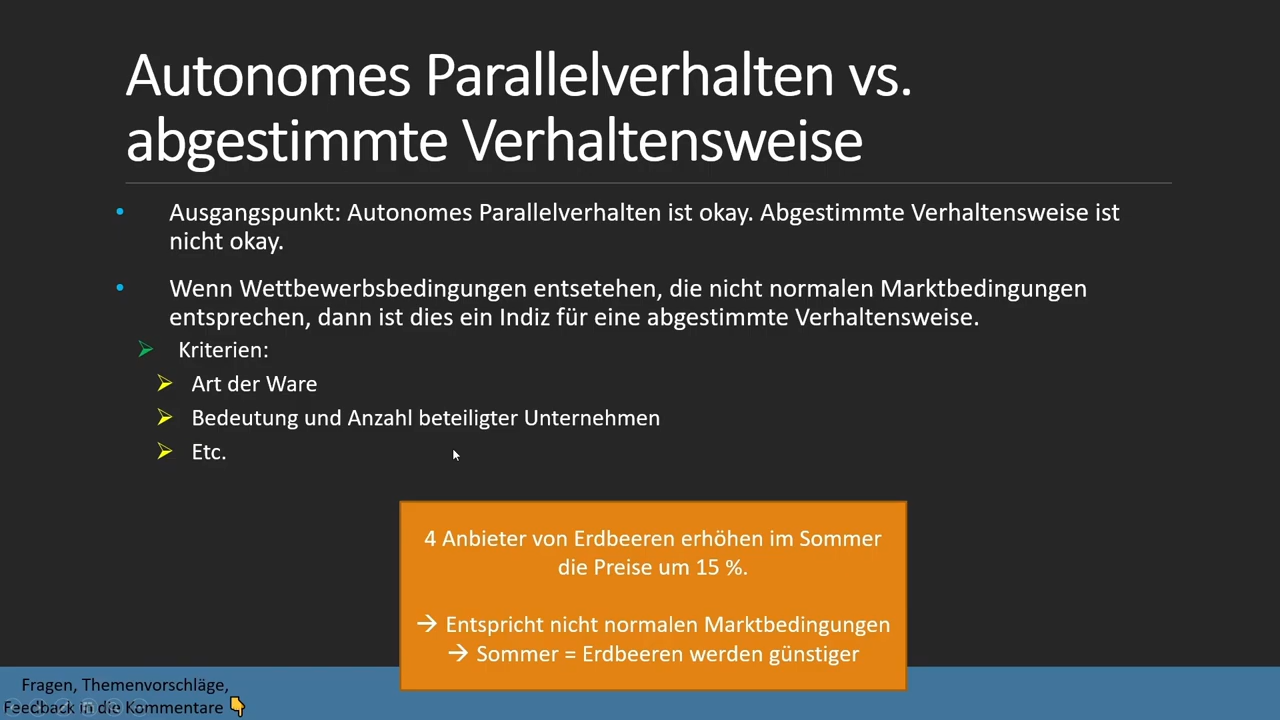 Autonomes Parallelverhalten vs.
abgestimmte Verhaltensweise
Ausgangspunkt: Autonomes Parallelverhalten ist okay. Abgestimmte Verhaltensweise ist
nicht okay.
Wenn Wettbewerbsbedingungen entsetehen, die nicht normalen Marktbedingungen
entsprechen, dann ist dies ein Indiz für eine abgestimmte Verhaltensweise.
Kriterien:
Art der Ware
Bedeutung und Anzahl beteiligter Unternehmen
Etc.
4 Anbieter von Erdbeeren erhöhen im Sommer
die Preise um 15 %.
→ Entspricht nicht normalen Marktbedingungen
→ Sommer = Erdbeeren werden günstiger
Fragen, Themenvorschläge,
Feedback in die Kommentare 👇